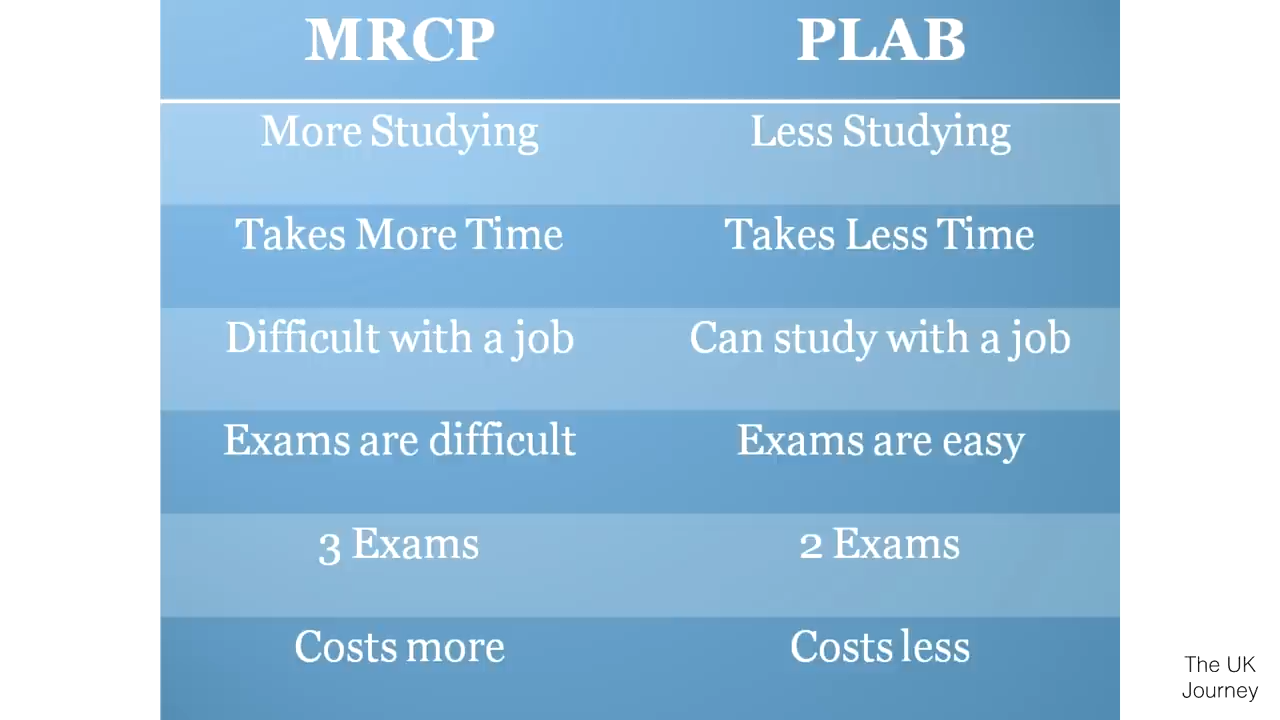 MRCP PLAB
More Studying Less Studying
Takes More Time Takes Less Time
Difficult with a job Can study with a job
Exams are difficult Exams are easy
3 Exams 2 Exams
Costs more Costs less
The UK
Journey